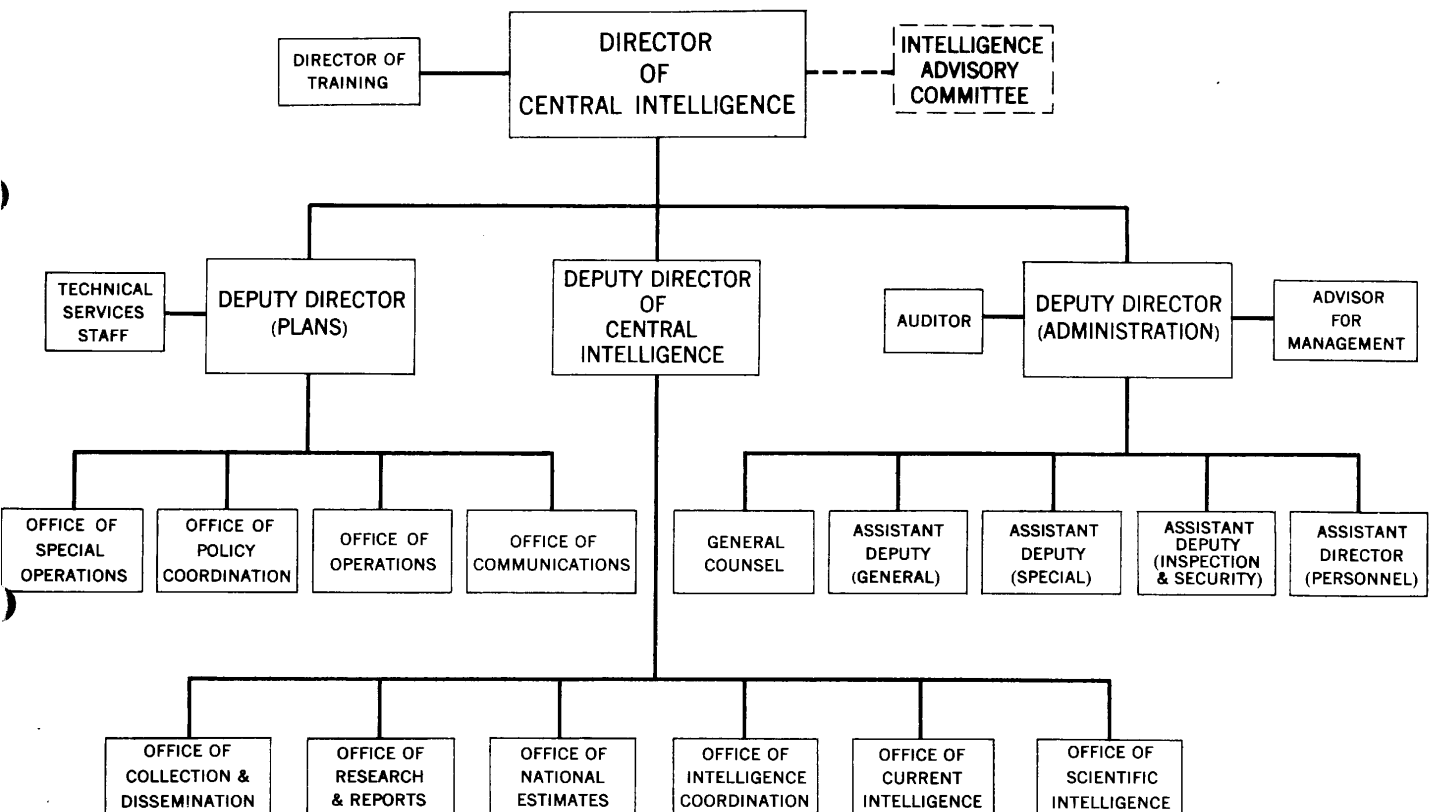 DIRECTOR OF
TRAINING
DIRECTOR
OF
CENTRAL INTELLIGENCE
INTELLIGENCE
ADVISORY
COMMITTEE
TECHNICAL
SERVICES
STAFF
DEPUTY DIRECTOR
(PLANS)
DEPUTY DIRECTOR
OF
CENTRAL
INTELLIGENCE
AUDITOR
DEPUTY DIRECTOR
(ADMINISTRATION)
ADVISOR
FOR
MANAGEMENT
OFFICE OF
SPECIAL
OPERATIONS
OFFICE OF
POLICY
COORDINATION
OFFICE OF
OPERATIONS
OFFICE OF
COMMUNICATIONS
GENERAL
COUNSEL
ASSISTANT
DEPUTY
(GENERAL)
ASSISTANT
DEPUTY
(SPECIAL)
ASSISTANT
DEPUTY
(INSPECTION
& SECURITY)
ASSISTANT
DIRECTOR
(PERSONNEL)
OFFICE OF
COLLECTION &
DISSEMINATION
OFFICE OF
RESEARCH
& REPORTS
OFFICE OF
NATIONAL
ESTIMATES
OFFICE OF
INTELLIGENCE
COORDINATION
OFFICE OF
CURRENT
INTELLIGENCE
OFFICE OF
SCIENTIFIC
INTELLIGENCE